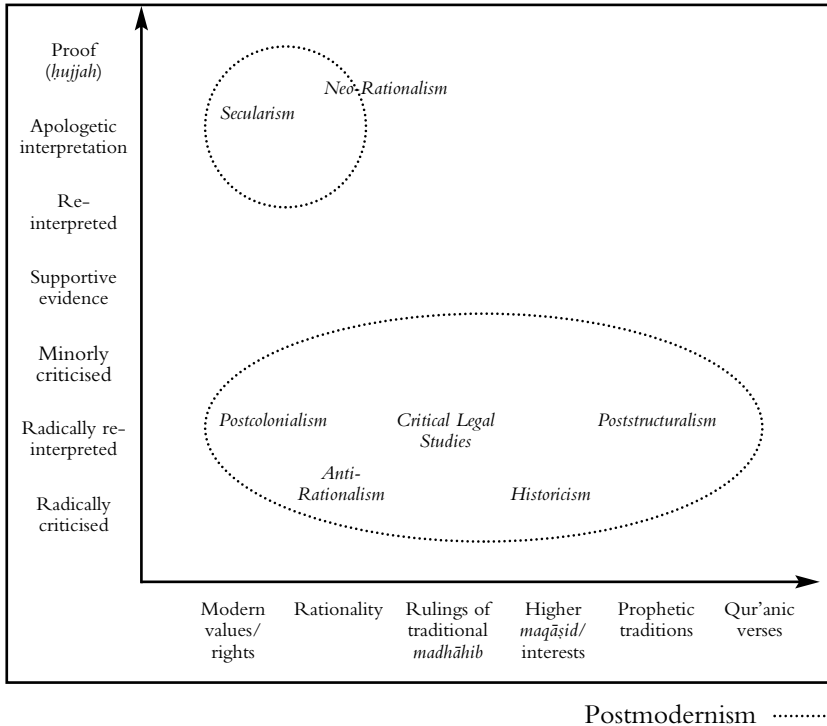 Proof
(ḥujjah)
Apologetic
interpretation
Re-
interpreted
Supportive
evidence
Minorly
criticised
Radically re-
interpreted
Radically
criticised
Neo-Rationalism
Secularism
Postcolonialism
Critical Legal
Studies
Poststructuralism
Anti-
Rationalism
Historicism
Modern
values/
rights
Rationality
Rulings of
traditional
madhāhib
Higher
maqāṣid/
interests
Prophetic
traditions
Qur’anic
verses
Postmodernism